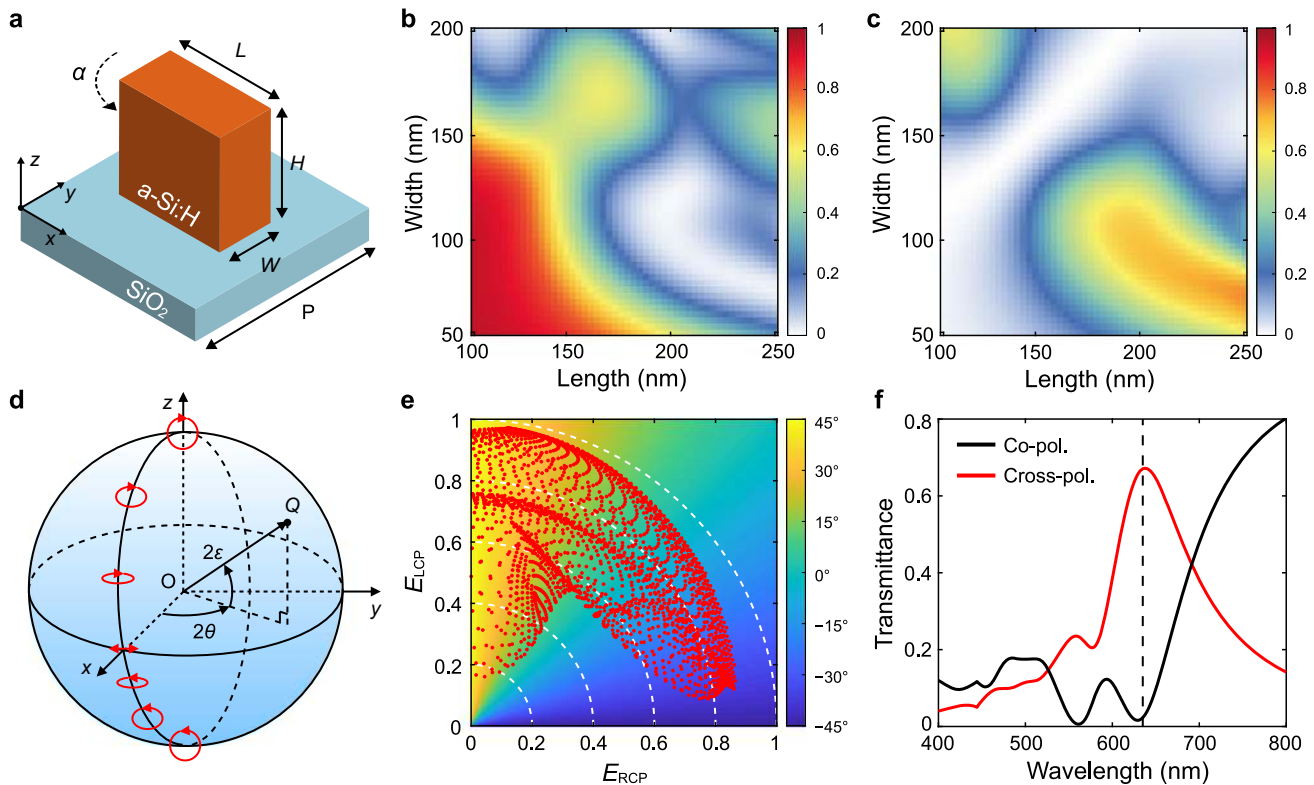 a
α
L
H
a-Si:H
W
P
SiO₂
z
y
x
b
Width (nm)
200
150
100
50
100
150
200
250
Length (nm)
1
0.8
0.6
0.4
0.2
0
c
Width (nm)
200
150
100
50
100
150
200
250
Length (nm)
1
0.8
0.6
0.4
0.2
0
d
z
Q
2ε
O
y
2θ
x
e
E_LCP
1
0.8
0.6
0.4
0.2
0
0
0.2
0.4
0.6
0.8
1
E_RCP
45°
30°
15°
0°
−15°
−30°
−45°
f
Transmittance
0.8
0.6
0.4
0.2
0
Co-pol.
Cross-pol.
400
500
600
700
800
Wavelength (nm)